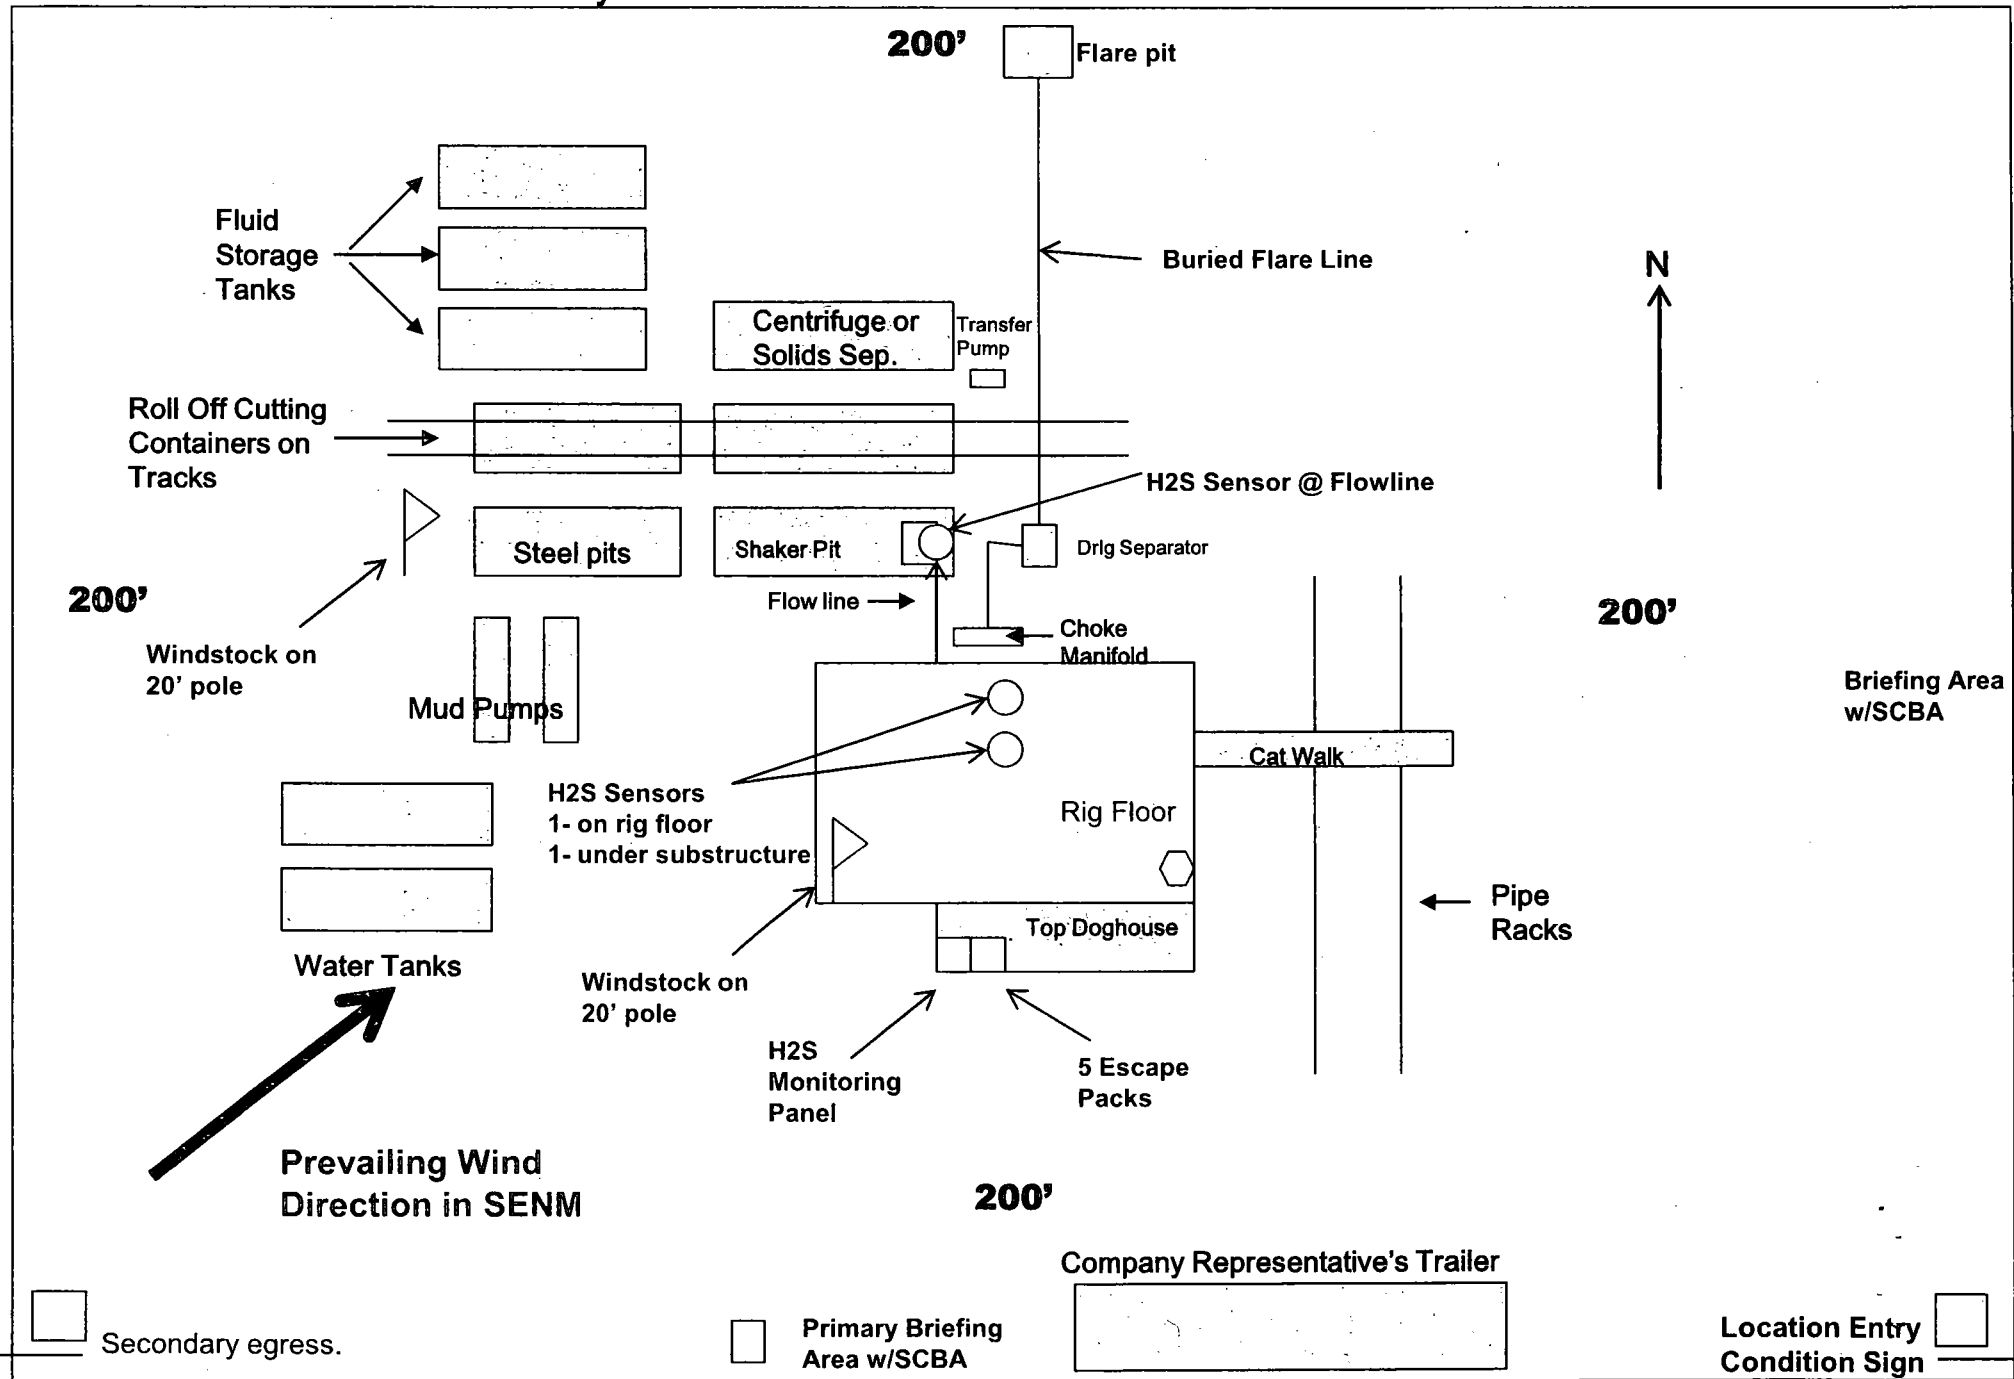 200’
Flare pit
Fluid
Storage
Tanks
Buried Flare Line
N
Centrifuge or
Solids Sep.
Transfer
Pump
Roll Off Cutting
Containers on
Tracks
H2S Sensor @ Flowline
Steel pits
Shaker Pit
Drlg Separator
200’
Flow line
200’
Windstock on
20’ pole
Choke
Manifold
Briefing Area
w/SCBA
Mud Pumps
Cat Walk
H2S Sensors
1- on rig floor
1- under substructure
Rig Floor
Pipe
Racks
Top Doghouse
Water Tanks
Windstock on
20’ pole
H2S
Monitoring
Panel
5 Escape
Packs
Prevailing Wind
Direction in SENM
200’
Company Representative’s Trailer
Secondary egress.
Primary Briefing
Area w/SCBA
Location Entry
Condition Sign